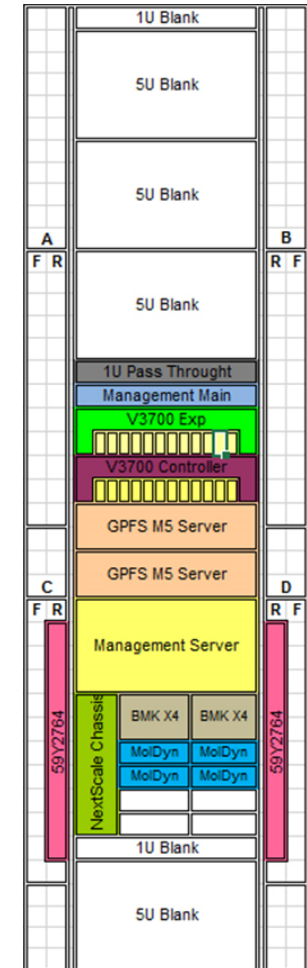 1U Blank
5U Blank
5U Blank
A
B
F R
R F
5U Blank
1U Pass Throught
Management Main
V3700 Exp
V3700 Controller
GPFS M5 Server
GPFS M5 Server
C
D
F R
R F
Management Server
59Y2764
NextScale Chassis
BMK X4
BMK X4
MolDyn
MolDyn
MolDyn
MolDyn
59Y2764
1U Blank
5U Blank